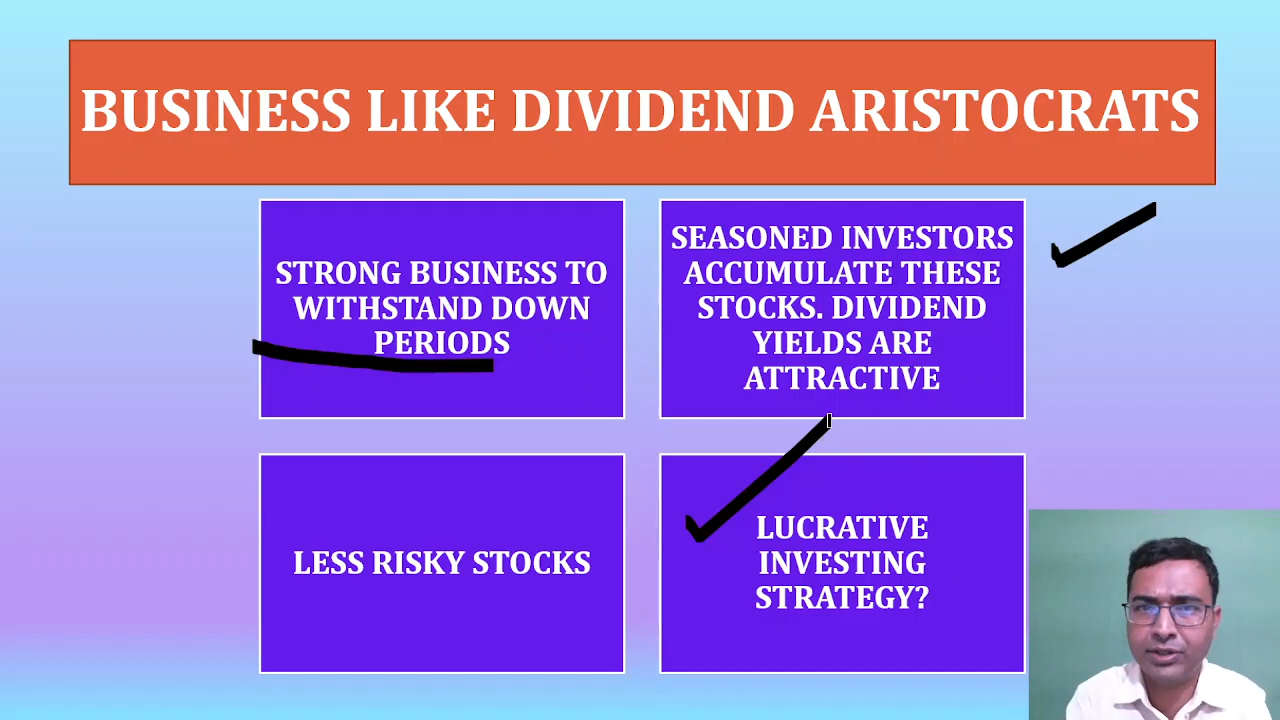 BUSINESS LIKE DIVIDEND ARISTOCRATS
STRONG BUSINESS TO
WITHSTAND DOWN
PERIODS
SEASONED INVESTORS
ACCUMULATE THESE
STOCKS. DIVIDEND
YIELDS ARE
ATTRACTIVE
LESS RISKY STOCKS
LUCRATIVE
INVESTING
STRATEGY?